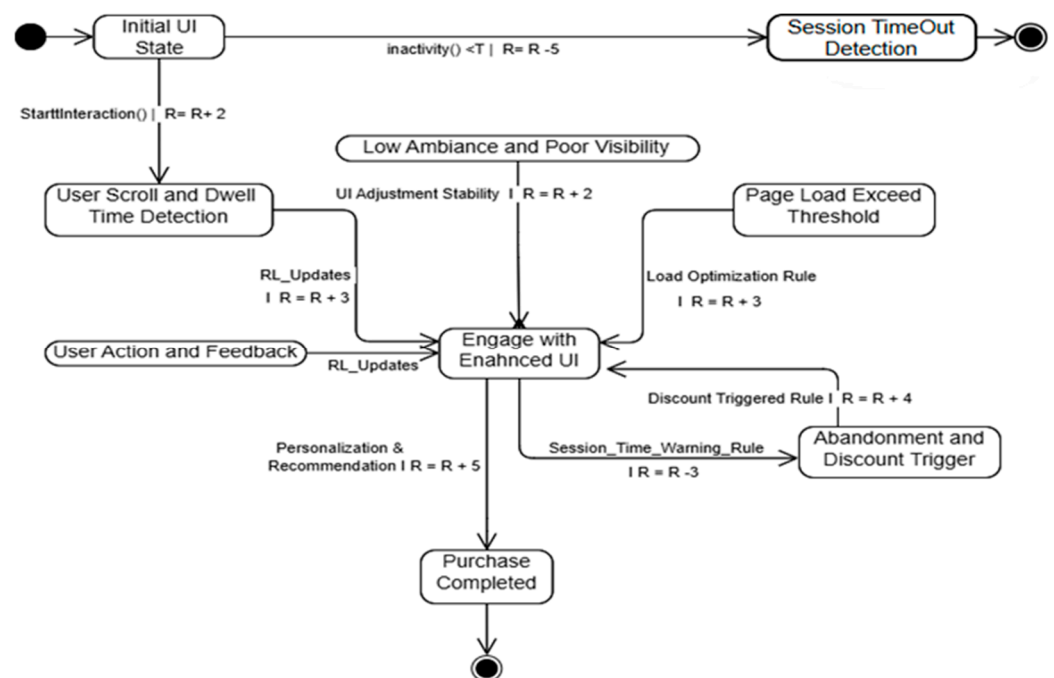 Initial UI
State
inactivity() <T | R= R -5
Session TimeOut
Detection
StarttInteraction() | R= R+ 2
Low Ambiance and Poor Visibility
User Scroll and Dwell
Time Detection
UI Adjustment Stability I R = R + 2
Page Load Exceed
Threshold
RL_Updates
I R = R + 3
Load Optimization Rule
I R = R + 3
User Action and Feedback
RL_Updates
Engage with
Enahnced UI
Discount Triggered Rule I R = R + 4
Personalization &
Recommendation I R = R + 5
Session_Time_Warning_Rule
I R = R -3
Abandonment and
Discount Trigger
Purchase
Completed